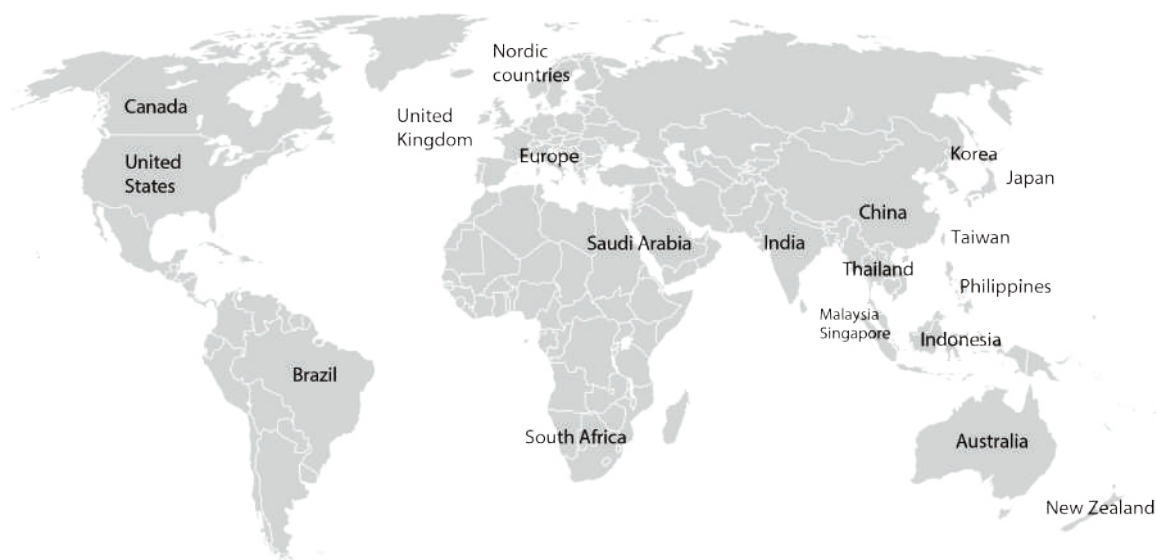 Nordic
countries
Canada
United
Kingdom
United
States
Europe
Korea
Japan
China
Taiwan
Saudi Arabia
India
Thailand
Philippines
Malaysia
Singapore
Indonesia
Brazil
South Africa
Australia
New Zealand